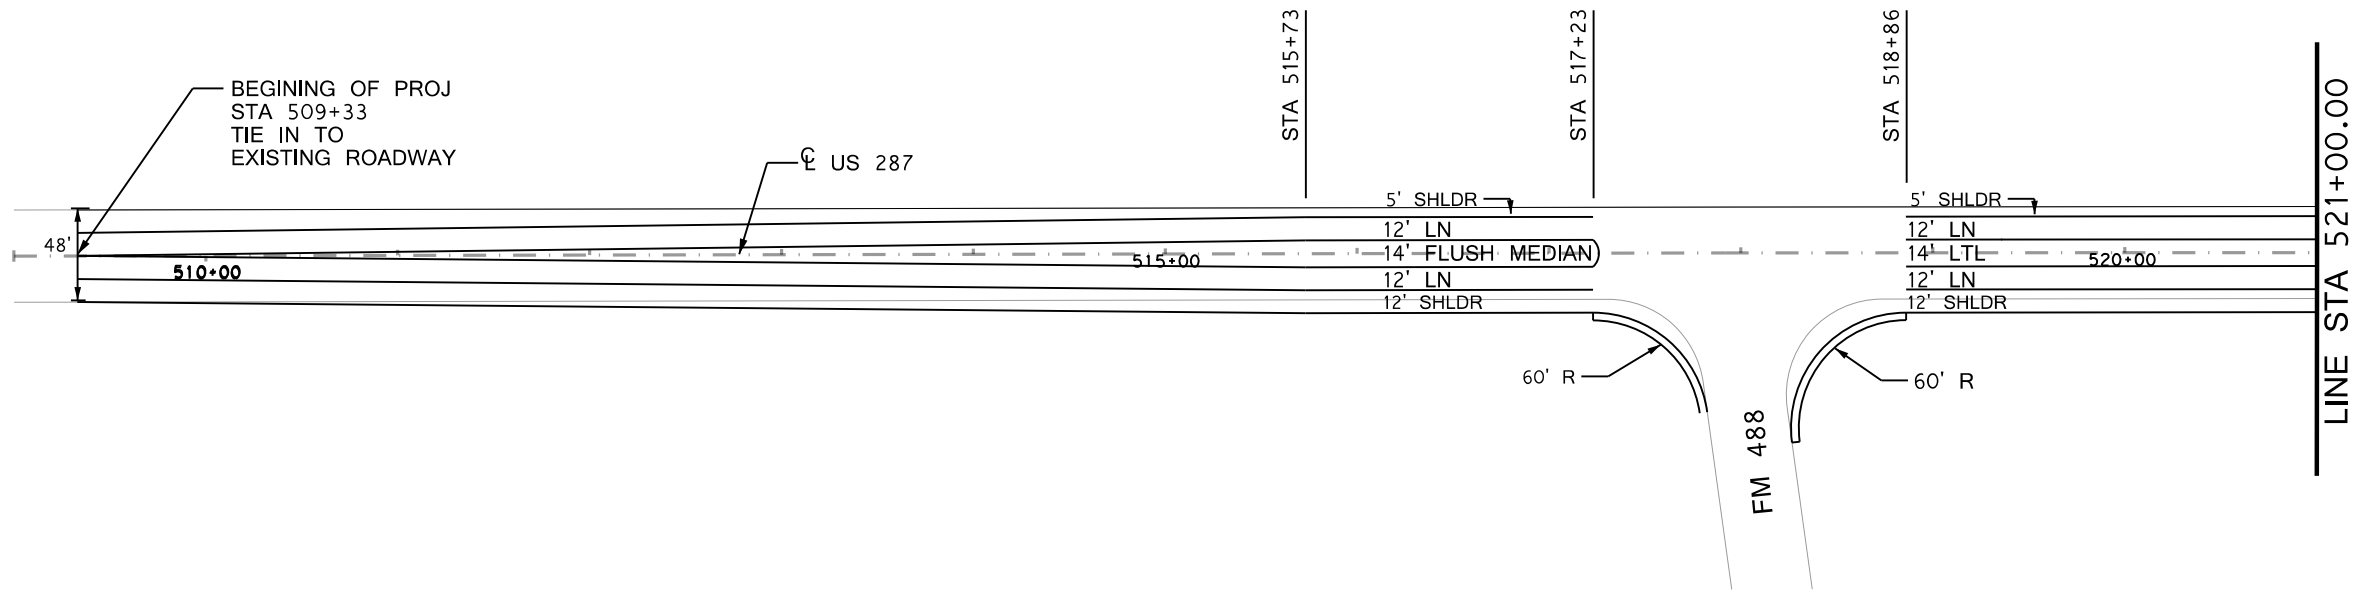 BEGINING OF PROJ
STA 509+33
TIE IN TO
EXISTING ROADWAY
℄ US 287
STA 515+73
STA 517+23
STA 518+86
LINE STA 521+00.00
48'
510+00
515+00
5' SHLDR
12' LN
14' FLUSH MEDIAN
12' LN
12' SHLDR
5' SHLDR
12' LN
14' LTL
12' LN
12' SHLDR
520+00
60' R
60' R
FM 488